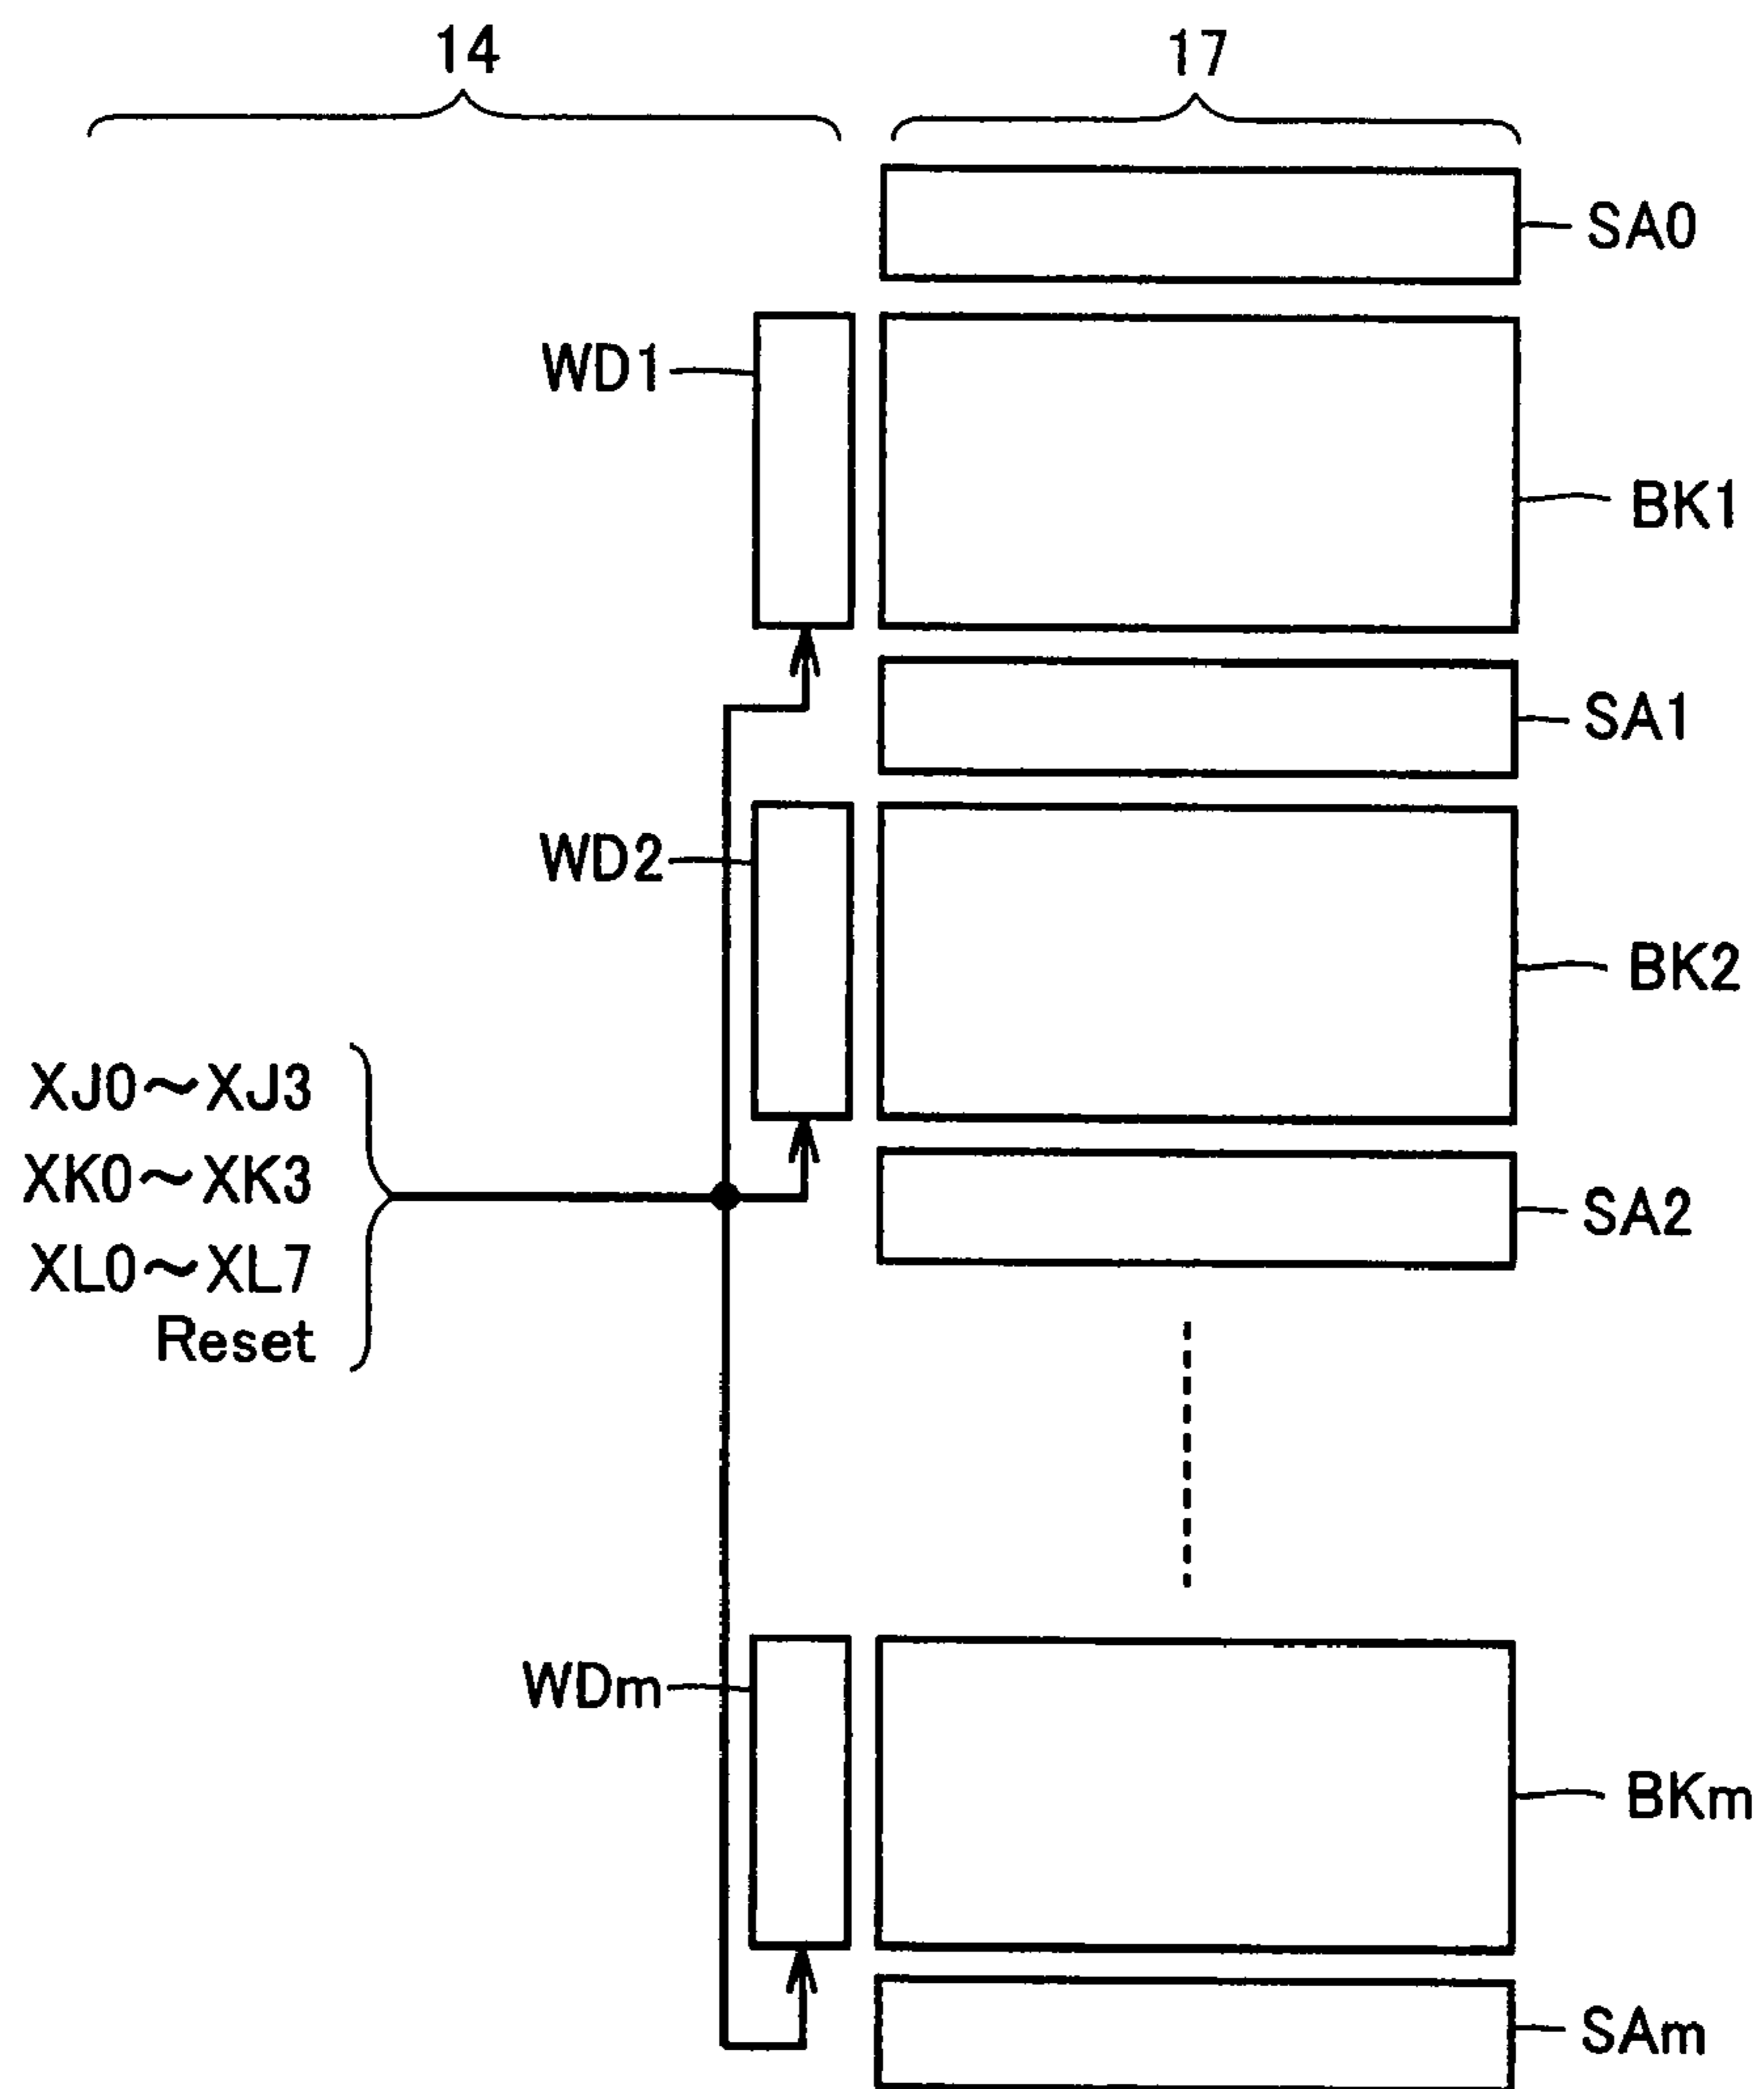 14
17
SA0
WD1
BK1
SA1
WD2
BK2
XJ0～XJ3
XK0～XK3
SA2
XL0～XL7
Reset
WDm
BKm
SAm